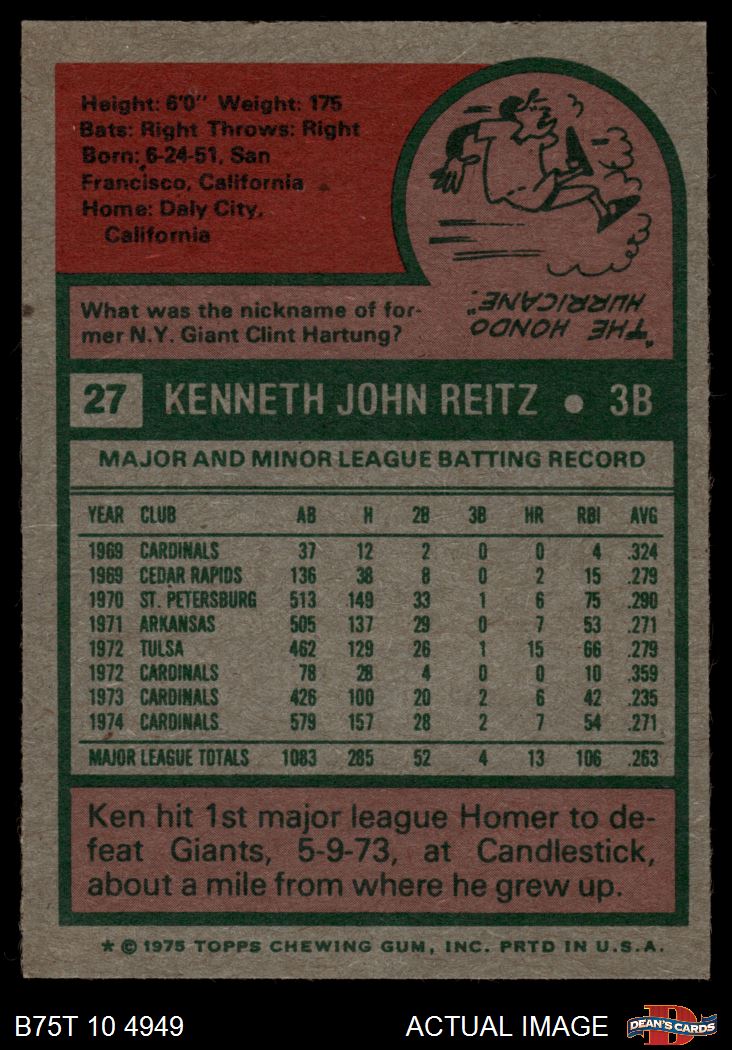 Height: 6'0" Weight: 175
Bats: Right Throws: Right
Born: 6-24-51, San
Francisco, California
Home: Daly City,
California
What was the nickname of for-
mer N.Y. Giant Clint Hartung?
"THE HONDO
HURRICANE."
27 KENNETH JOHN REITZ • 3B
MAJOR AND MINOR LEAGUE BATTING RECORD
YEAR CLUB AB H 2B 3B HR RBI AVG
1969 CARDINALS 37 12 2 0 0 4 .324
1969 CEDAR RAPIDS 136 38 8 0 2 15 .279
1970 ST. PETERSBURG 513 149 33 1 6 75 .290
1971 ARKANSAS 505 137 29 0 7 53 .271
1972 TULSA 462 129 26 1 15 66 .279
1972 CARDINALS 78 28 4 0 0 10 .359
1973 CARDINALS 426 100 20 2 6 42 .235
1974 CARDINALS 579 157 28 2 7 54 .271
MAJOR LEAGUE TOTALS 1083 285 52 4 13 106 .263
Ken hit 1st major league Homer to de-
feat Giants, 5-9-73, at Candlestick,
about a mile from where he grew up.
* © 1975 TOPPS CHEWING GUM, INC. PRTD IN U.S.A.
B75T 10 4949 ACTUAL IMAGE D DEAN'S CARDS